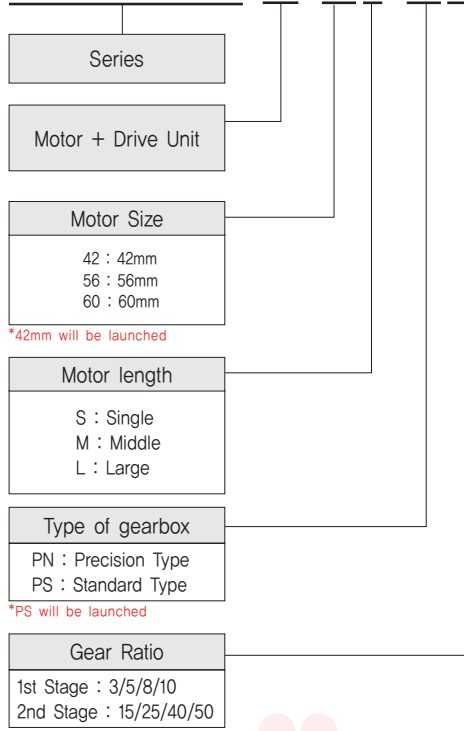 Series
Motor + Drive Unit
Motor Size
42 : 42mm
56 : 56mm
60 : 60mm
*42mm will be launched
Motor length
S : Single
M : Middle
L : Large
Type of gearbox
PN : Precision Type
PS : Standard Type
*PS will be launched
Gear Ratio
1st Stage : 3/5/8/10
2nd Stage : 15/25/40/50